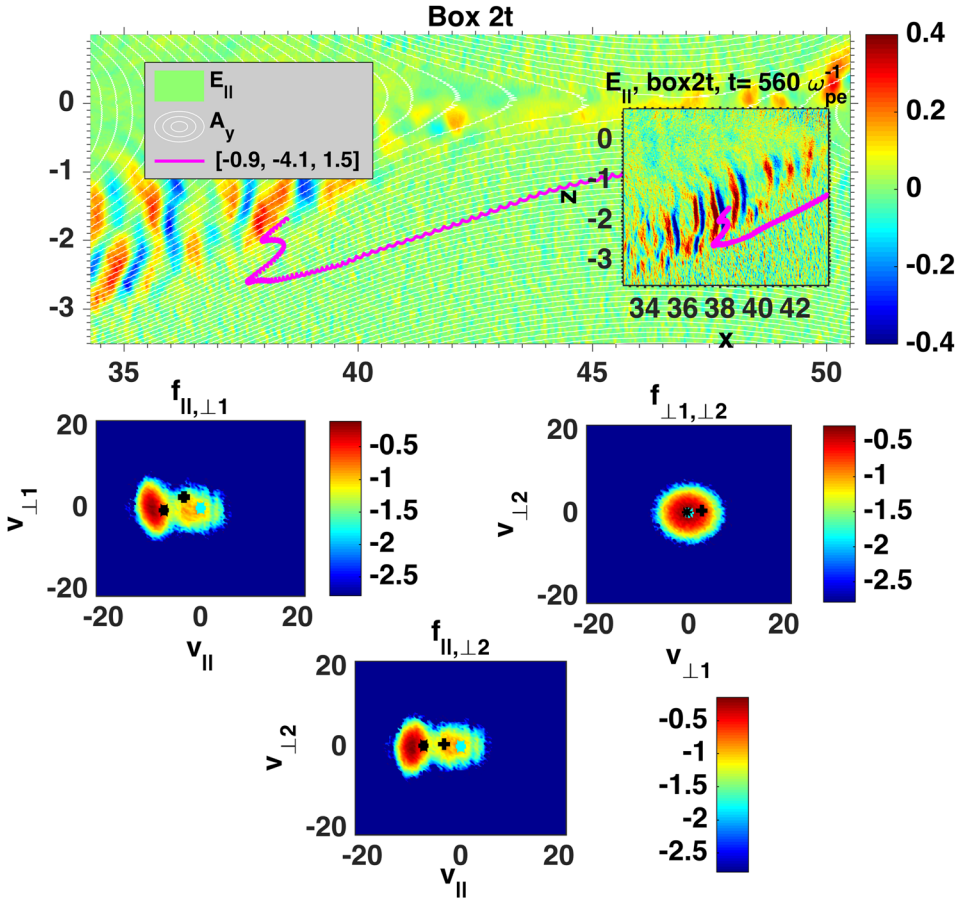 Box 2t
0
-1
-2
-3
E||
Ay
[-0.9, -4.1, 1.5]
E||, box2t, t= 560 ω-1pe
0
-1
-2
-3
z
34 36 38 40 42
x
0.4
0.2
0
-0.2
-0.4
35 40 45 50
f||,⊥1
20
0
-20
v⊥1
-20 0 20
v||
-0.5
-1
-1.5
-2
-2.5
f⊥1,⊥2
20
0
-20
v⊥2
-20 0 20
v⊥1
-0.5
-1
-1.5
-2
-2.5
f||,⊥2
20
0
-20
v⊥2
-20 0 20
v||
-0.5
-1
-1.5
-2
-2.5